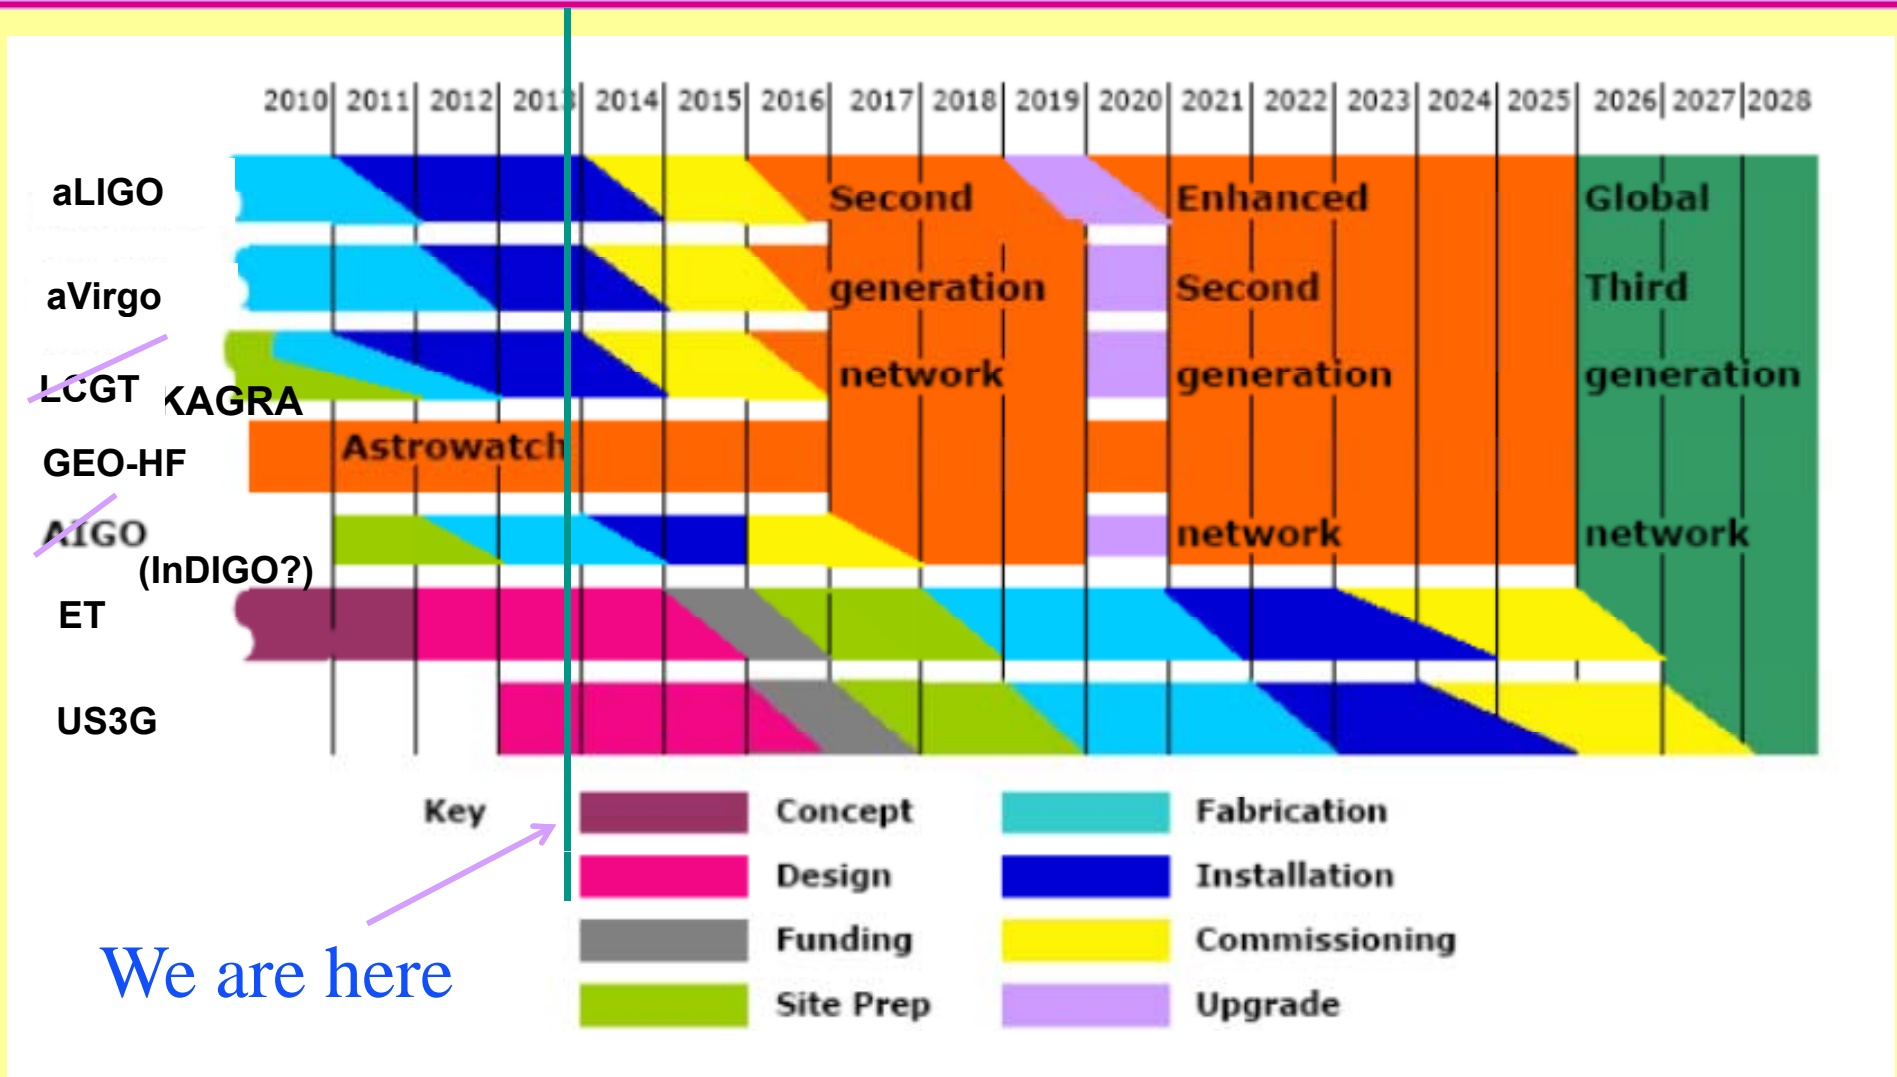 2010 2011 2012 2013 2014 2015 2016 2017 2018 2019 2020 2021 2022 2023 2024 2025 2026 2027 2028
aLIGO
Second
Enhanced
Global
aVirgo
generation
Second
Third
LCGT
KAGRA
network
generation
generation
GEO-HF
Astrowatch
AIGO
(InDIGO?)
network
network
ET
US3G
Key
Concept
Fabrication
Design
Installation
Funding
Commissioning
Site Prep
Upgrade
We are here